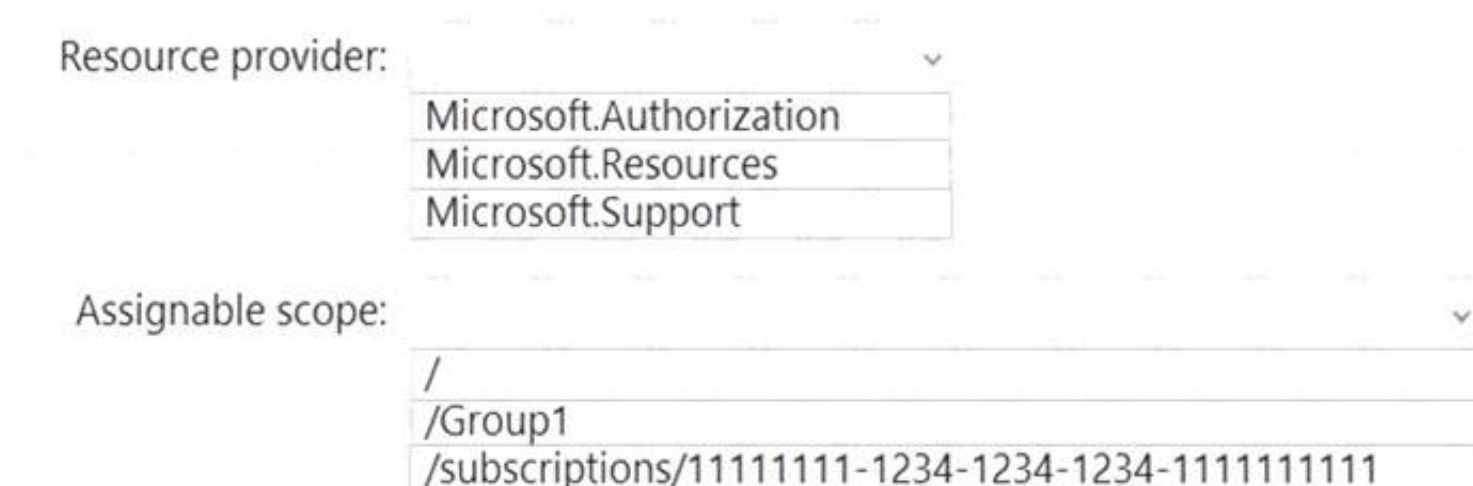 Resource provider:
Microsoft.Authorization
Microsoft.Resources
Microsoft.Support
Assignable scope:
/
/Group1
/subscriptions/11111111-1234-1234-1234-1111111111